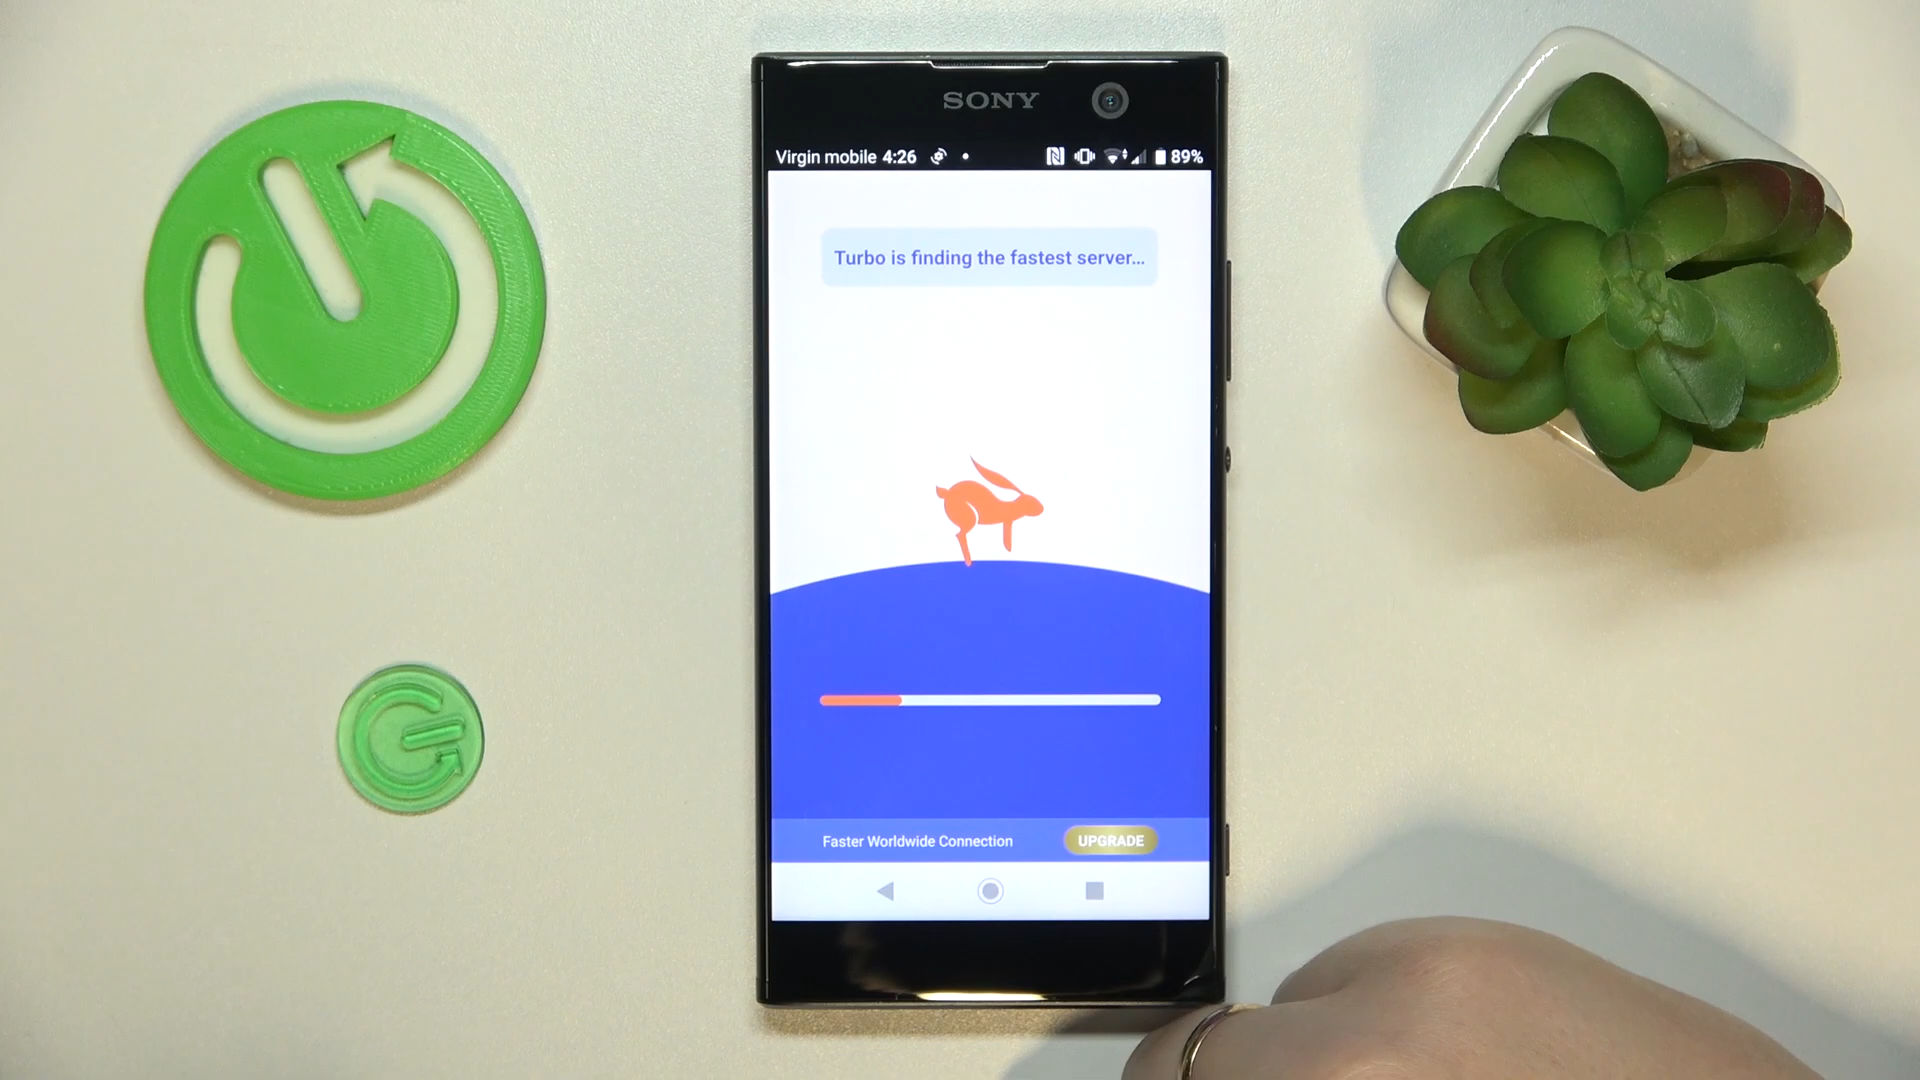 SONY
Virgin mobile 4:26
89%
Turbo is finding the fastest server...
Faster Worldwide Connection
UPGRADE